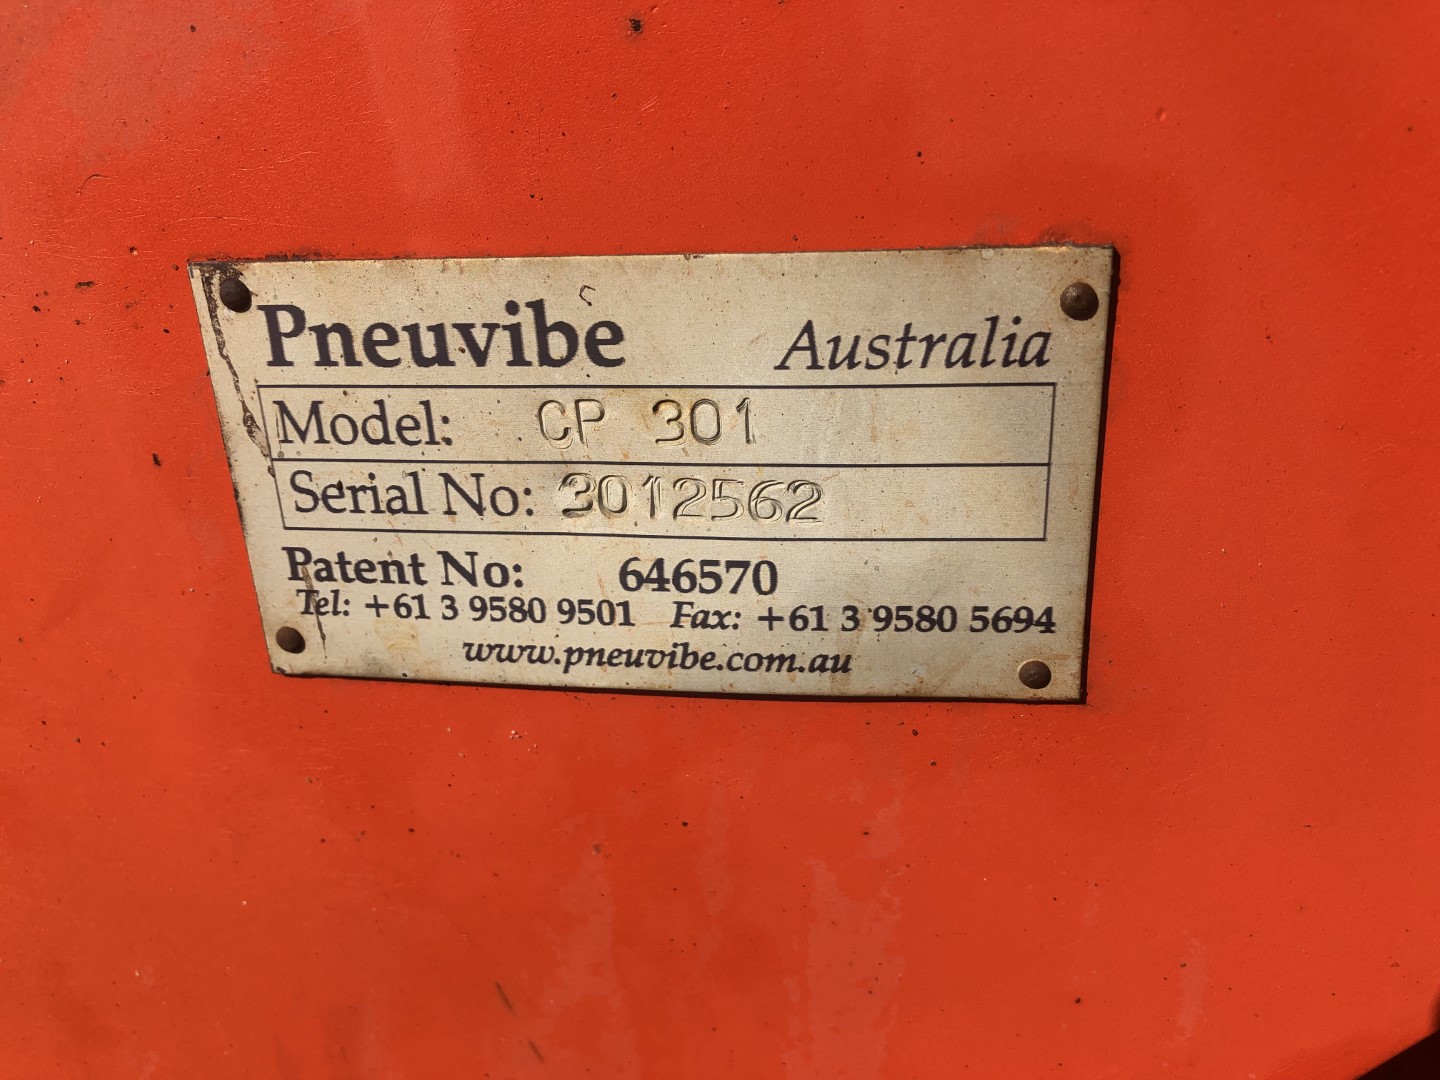 Pneuvibe Australia
Model: CP 301
Serial No: 3012562
Patent No: 646570
Tel: +61 3 9580 9501 Fax: +61 3 9580 5694
www.pneuvibe.com.au